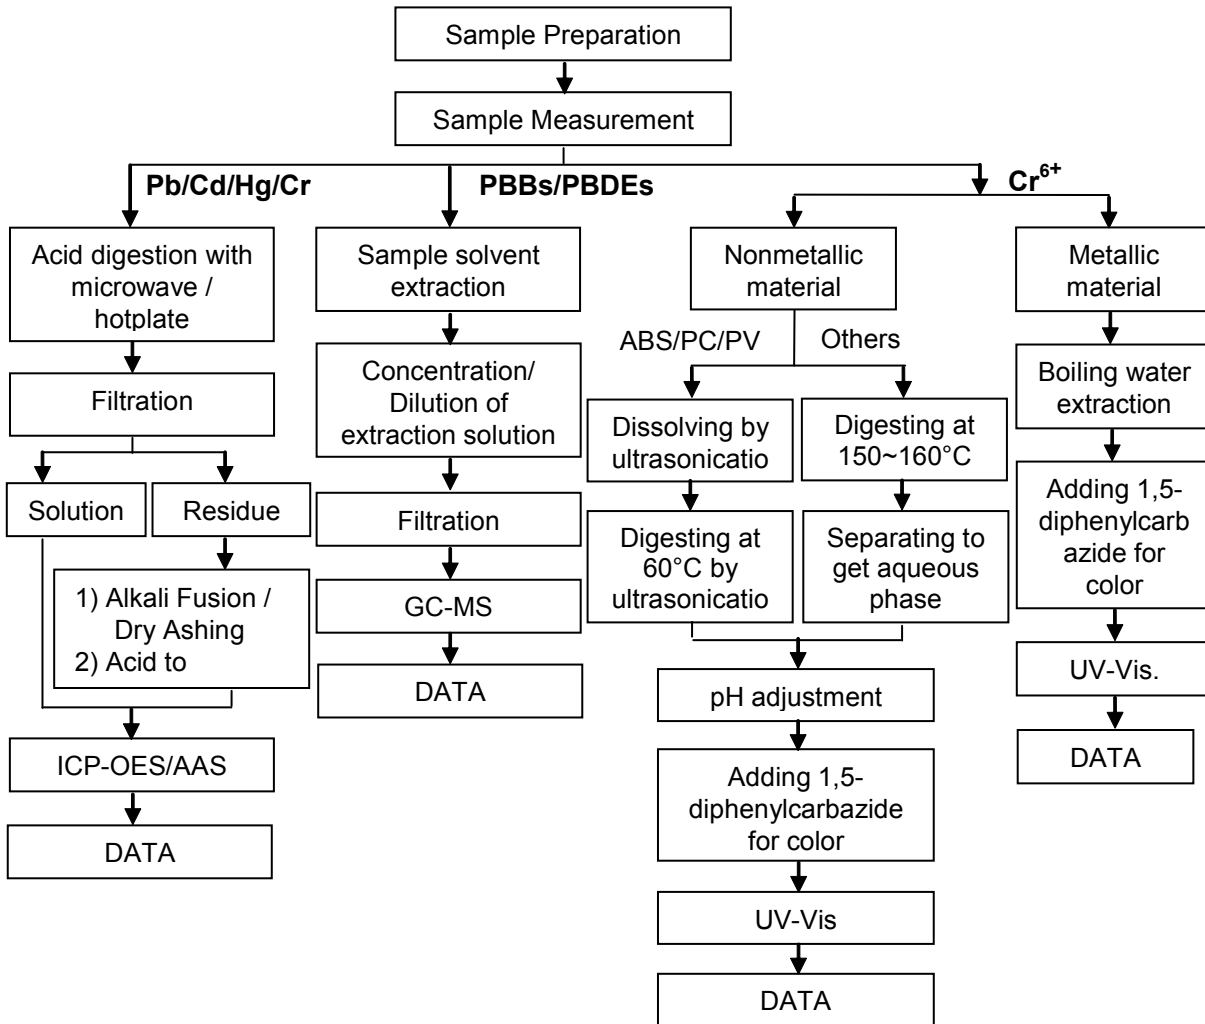 Sample Preparation
Sample Measurement
Pb/Cd/Hg/Cr
PBBs/PBDEs
Cr6+
Acid digestion with
microwave /
hotplate
Filtration
Solution
Residue
1) Alkali Fusion /
Dry Ashing
2) Acid to
ICP-OES/AAS
DATA
Sample solvent
extraction
Concentration/
Dilution of
extraction solution
Filtration
GC-MS
DATA
Nonmetallic
material
ABS/PC/PV
Others
Dissolving by
ultrasonicatio
Digesting at
60°C by
ultrasonicatio
Digesting at
150~160°C
Separating to
get aqueous
phase
pH adjustment
Adding 1,5-
diphenylcarbazide
for color
UV-Vis
DATA
Metallic
material
Boiling water
extraction
Adding 1,5-
diphenylcarb
azide for
color
UV-Vis.
DATA